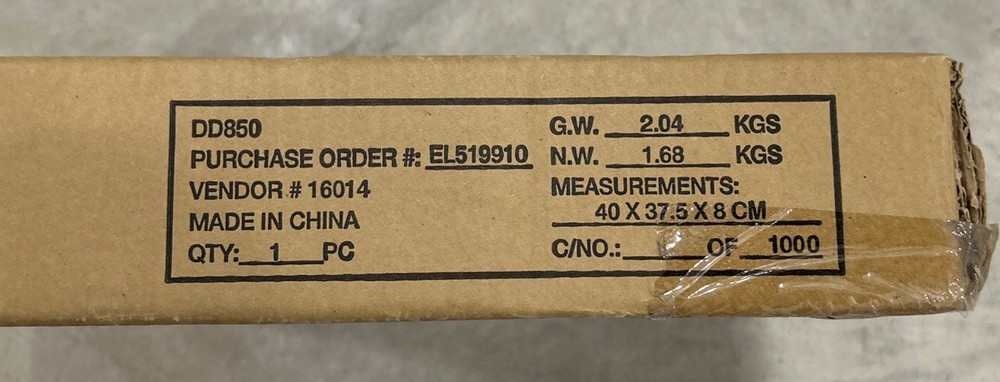 DD850
PURCHASE ORDER #: EL519910
VENDOR # 16014
MADE IN CHINA
QTY: 1 PC
G.W. 2.04 KGS
N.W. 1.68 KGS
MEASUREMENTS:
40 X 37.5 X 8 CM
C/NO.: OF 1000